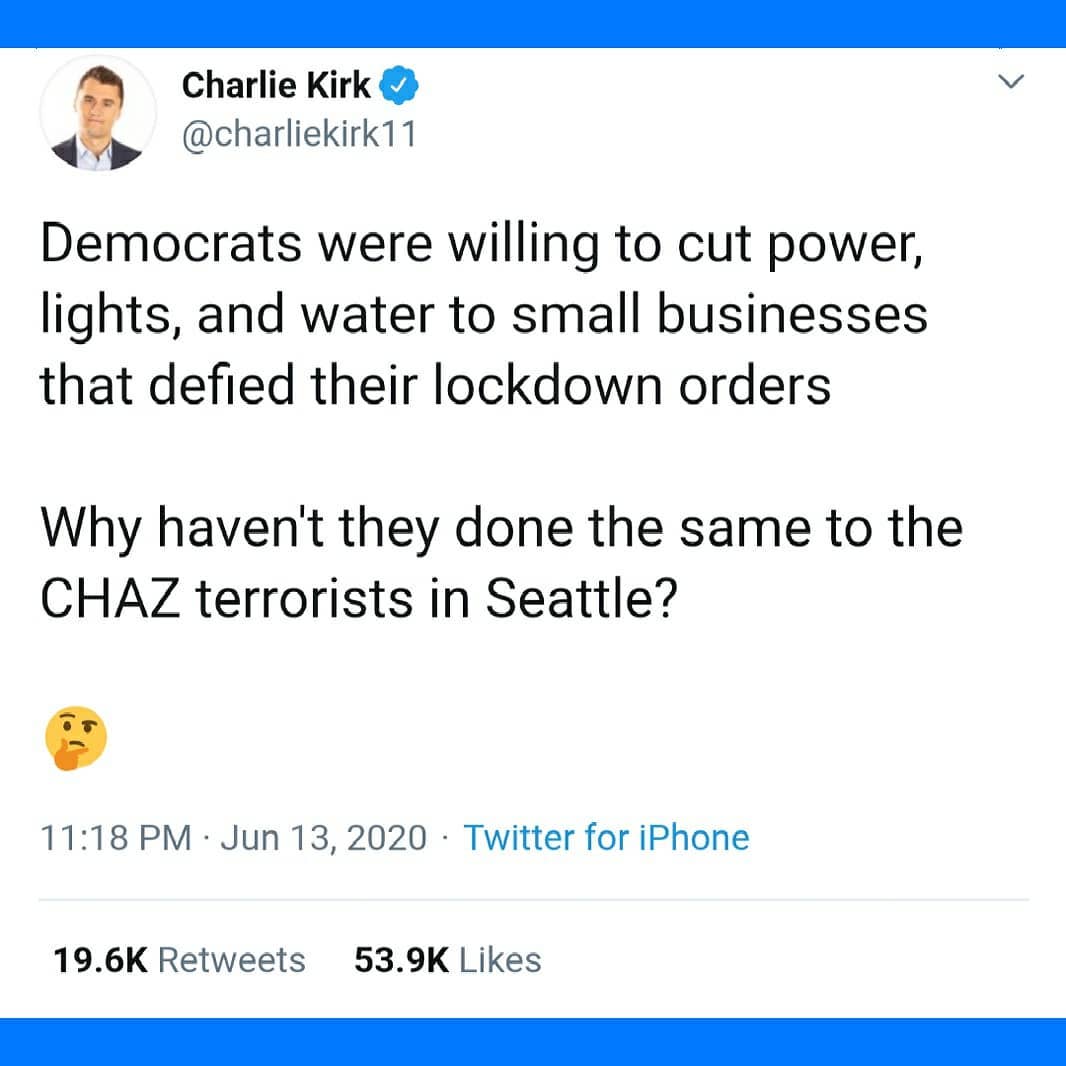 Charlie Kirk
@charliekirk11
Democrats were willing to cut power,
lights, and water to small businesses
that defied their lockdown orders
Why haven't they done the same to the
CHAZ terrorists in Seattle?
🤔
11:18 PM · Jun 13, 2020 · Twitter for iPhone
19.6K Retweets 53.9K Likes